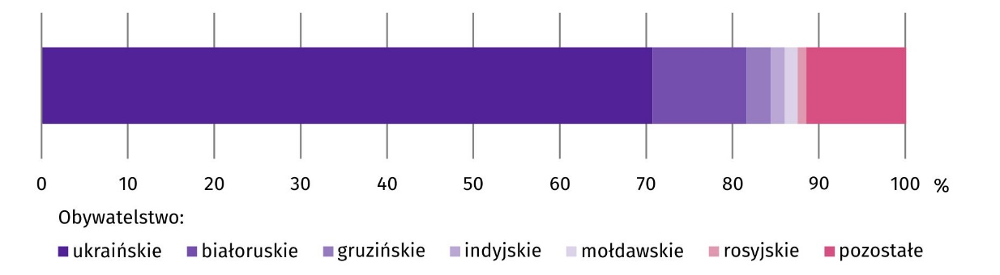 0 10 20 30 40 50 60 70 80 90 100 %
Obywatelstwo:
ukraińskie białoruskie gruzińskie indyjskie mołdawskie rosyjskie pozostałe